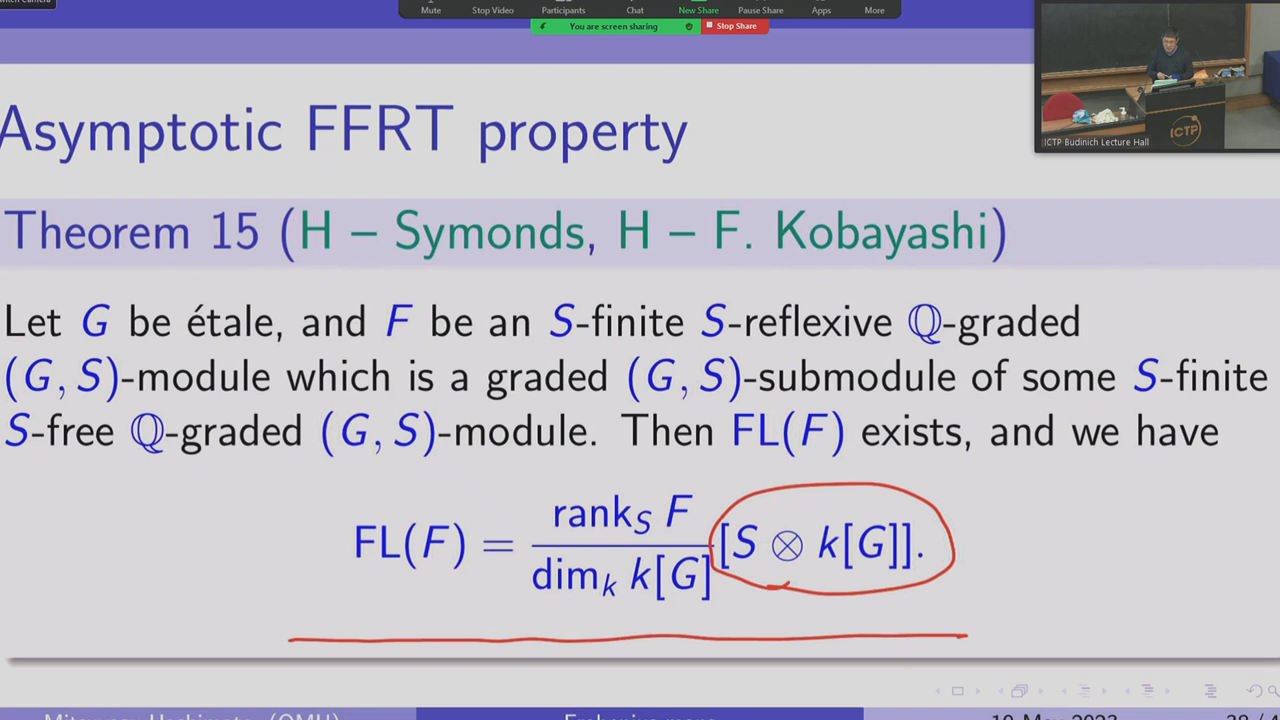 Mute Stop Video Participants Chat New Share Pause Share Apps More
You are screen sharing Stop Share
Asymptotic FFRT property
ICTP
ICTP Budinich Lecture Hall
Theorem 15 (H – Symonds, H – F. Kobayashi)
Let G be étale, and F be an S-finite S-reflexive ℚ-graded
(G, S)-module which is a graded (G, S)-submodule of some S-finite
S-free ℚ-graded (G, S)-module. Then FL(F) exists, and we have
FL(F) = rank_S F / dim_k k[G] [S ⊗ k[G]].